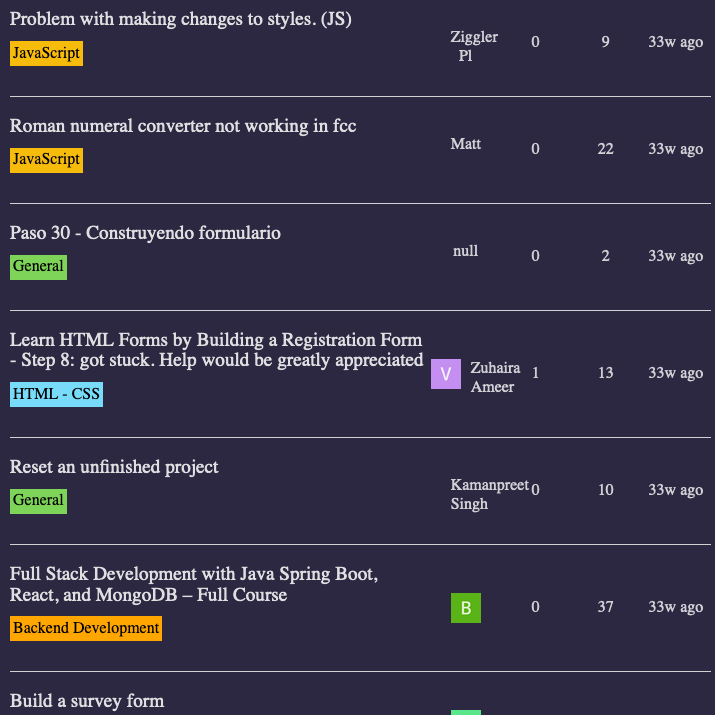 Problem with making changes to styles. (JS)
JavaScript
Ziggler
Pl
0
9
33w ago
Roman numeral converter not working in fcc
JavaScript
Matt
0
22
33w ago
Paso 30 - Construyendo formulario
General
null
0
2
33w ago
Learn HTML Forms by Building a Registration Form
- Step 8: got stuck. Help would be greatly appreciated
HTML - CSS
V
Zuhaira
Ameer
1
13
33w ago
Reset an unfinished project
General
Kamanpreet
Singh
0
10
33w ago
Full Stack Development with Java Spring Boot,
React, and MongoDB – Full Course
Backend Development
B
0
37
33w ago
Build a survey form